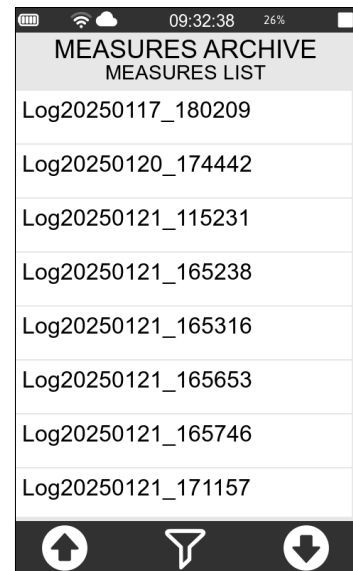 09:32:38 26%
MEASURES ARCHIVE
MEASURES LIST
Log20250117_180209
Log20250120_174442
Log20250121_115231
Log20250121_165238
Log20250121_165316
Log20250121_165653
Log20250121_165746
Log20250121_171157